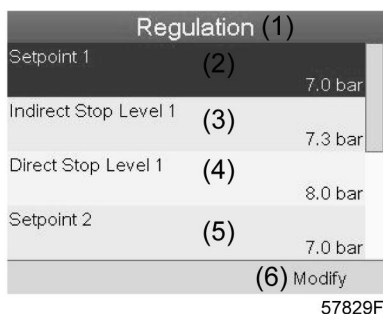 Regulation (1)
Setpoint 1
(2)
7.0 bar
Indirect Stop Level 1
(3)
7.3 bar
Direct Stop Level 1
(4)
8.0 bar
Setpoint 2
(5)
7.0 bar
(6) Modify
57829F